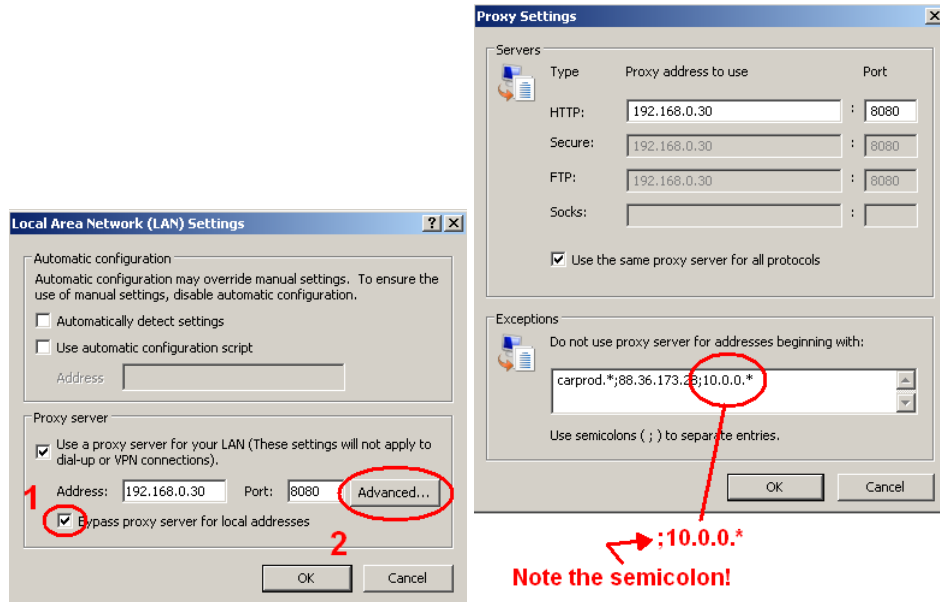 Local Area Network (LAN) Settings
Automatic configuration
Automatic configuration may override manual settings. To ensure the
use of manual settings, disable automatic configuration.
Automatically detect settings
Use automatic configuration script
Address
Proxy server
Use a proxy server for your LAN (These settings will not apply to
dial-up or VPN connections).
1
Address: 192.168.0.30 Port: 8080 Advanced...
Bypass proxy server for local addresses
2
OK Cancel
Proxy Settings
Servers
Type Proxy address to use Port
HTTP: 192.168.0.30 : 8080
Secure: 192.168.0.30 : 8080
FTP: 192.168.0.30 : 8080
Socks: :
Use the same proxy server for all protocols
Exceptions
Do not use proxy server for addresses beginning with:
carprod.*;88.36.173.28;10.0.0.*
Use semicolons ( ; ) to separate entries.
OK Cancel
;10.0.0.*
Note the semicolon!